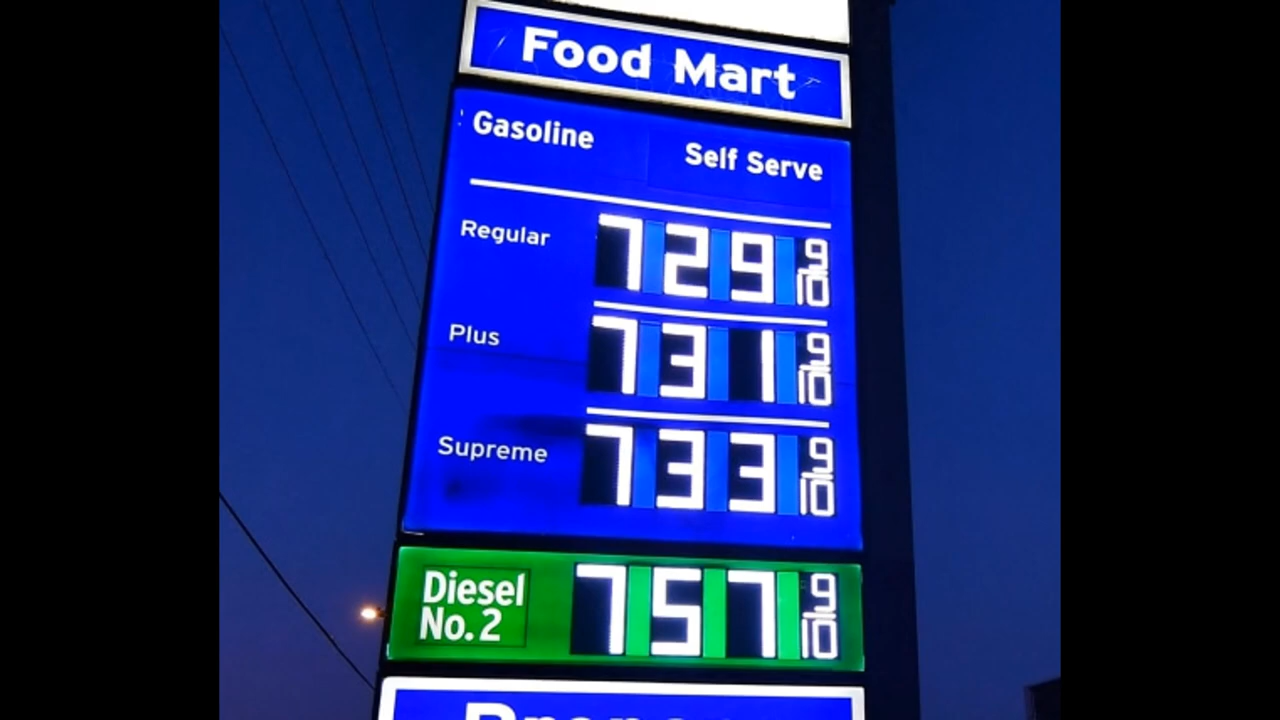 Food Mart
Gasoline Self Serve
Regular 729 9/10
Plus 731 9/10
Supreme 733 9/10
Diesel
No. 2 757 9/10